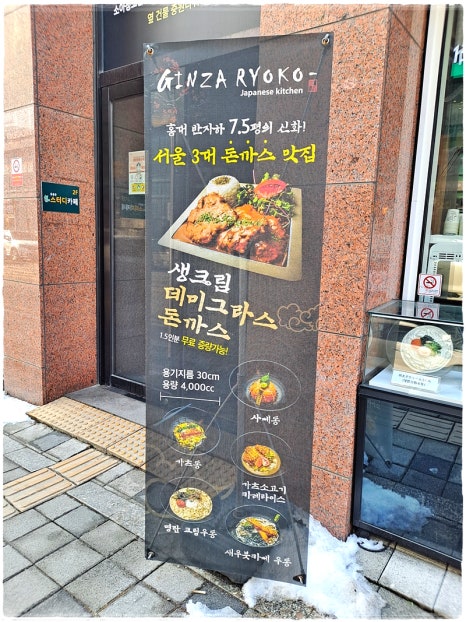 GINZA RYOKO
Japanese kitchen
홍대 반지하 7.5평의 신화!
서울 3대 돈까스 맛집
생크림
데미그라스
돈까스
1.5인분 무료 증량가능!
용기지름 30cm
용량 4,000cc
사케동
가츠동
가츠소고기
카레라이스
명란 크림우동
새우붓카케 우동
2F
스터디카페